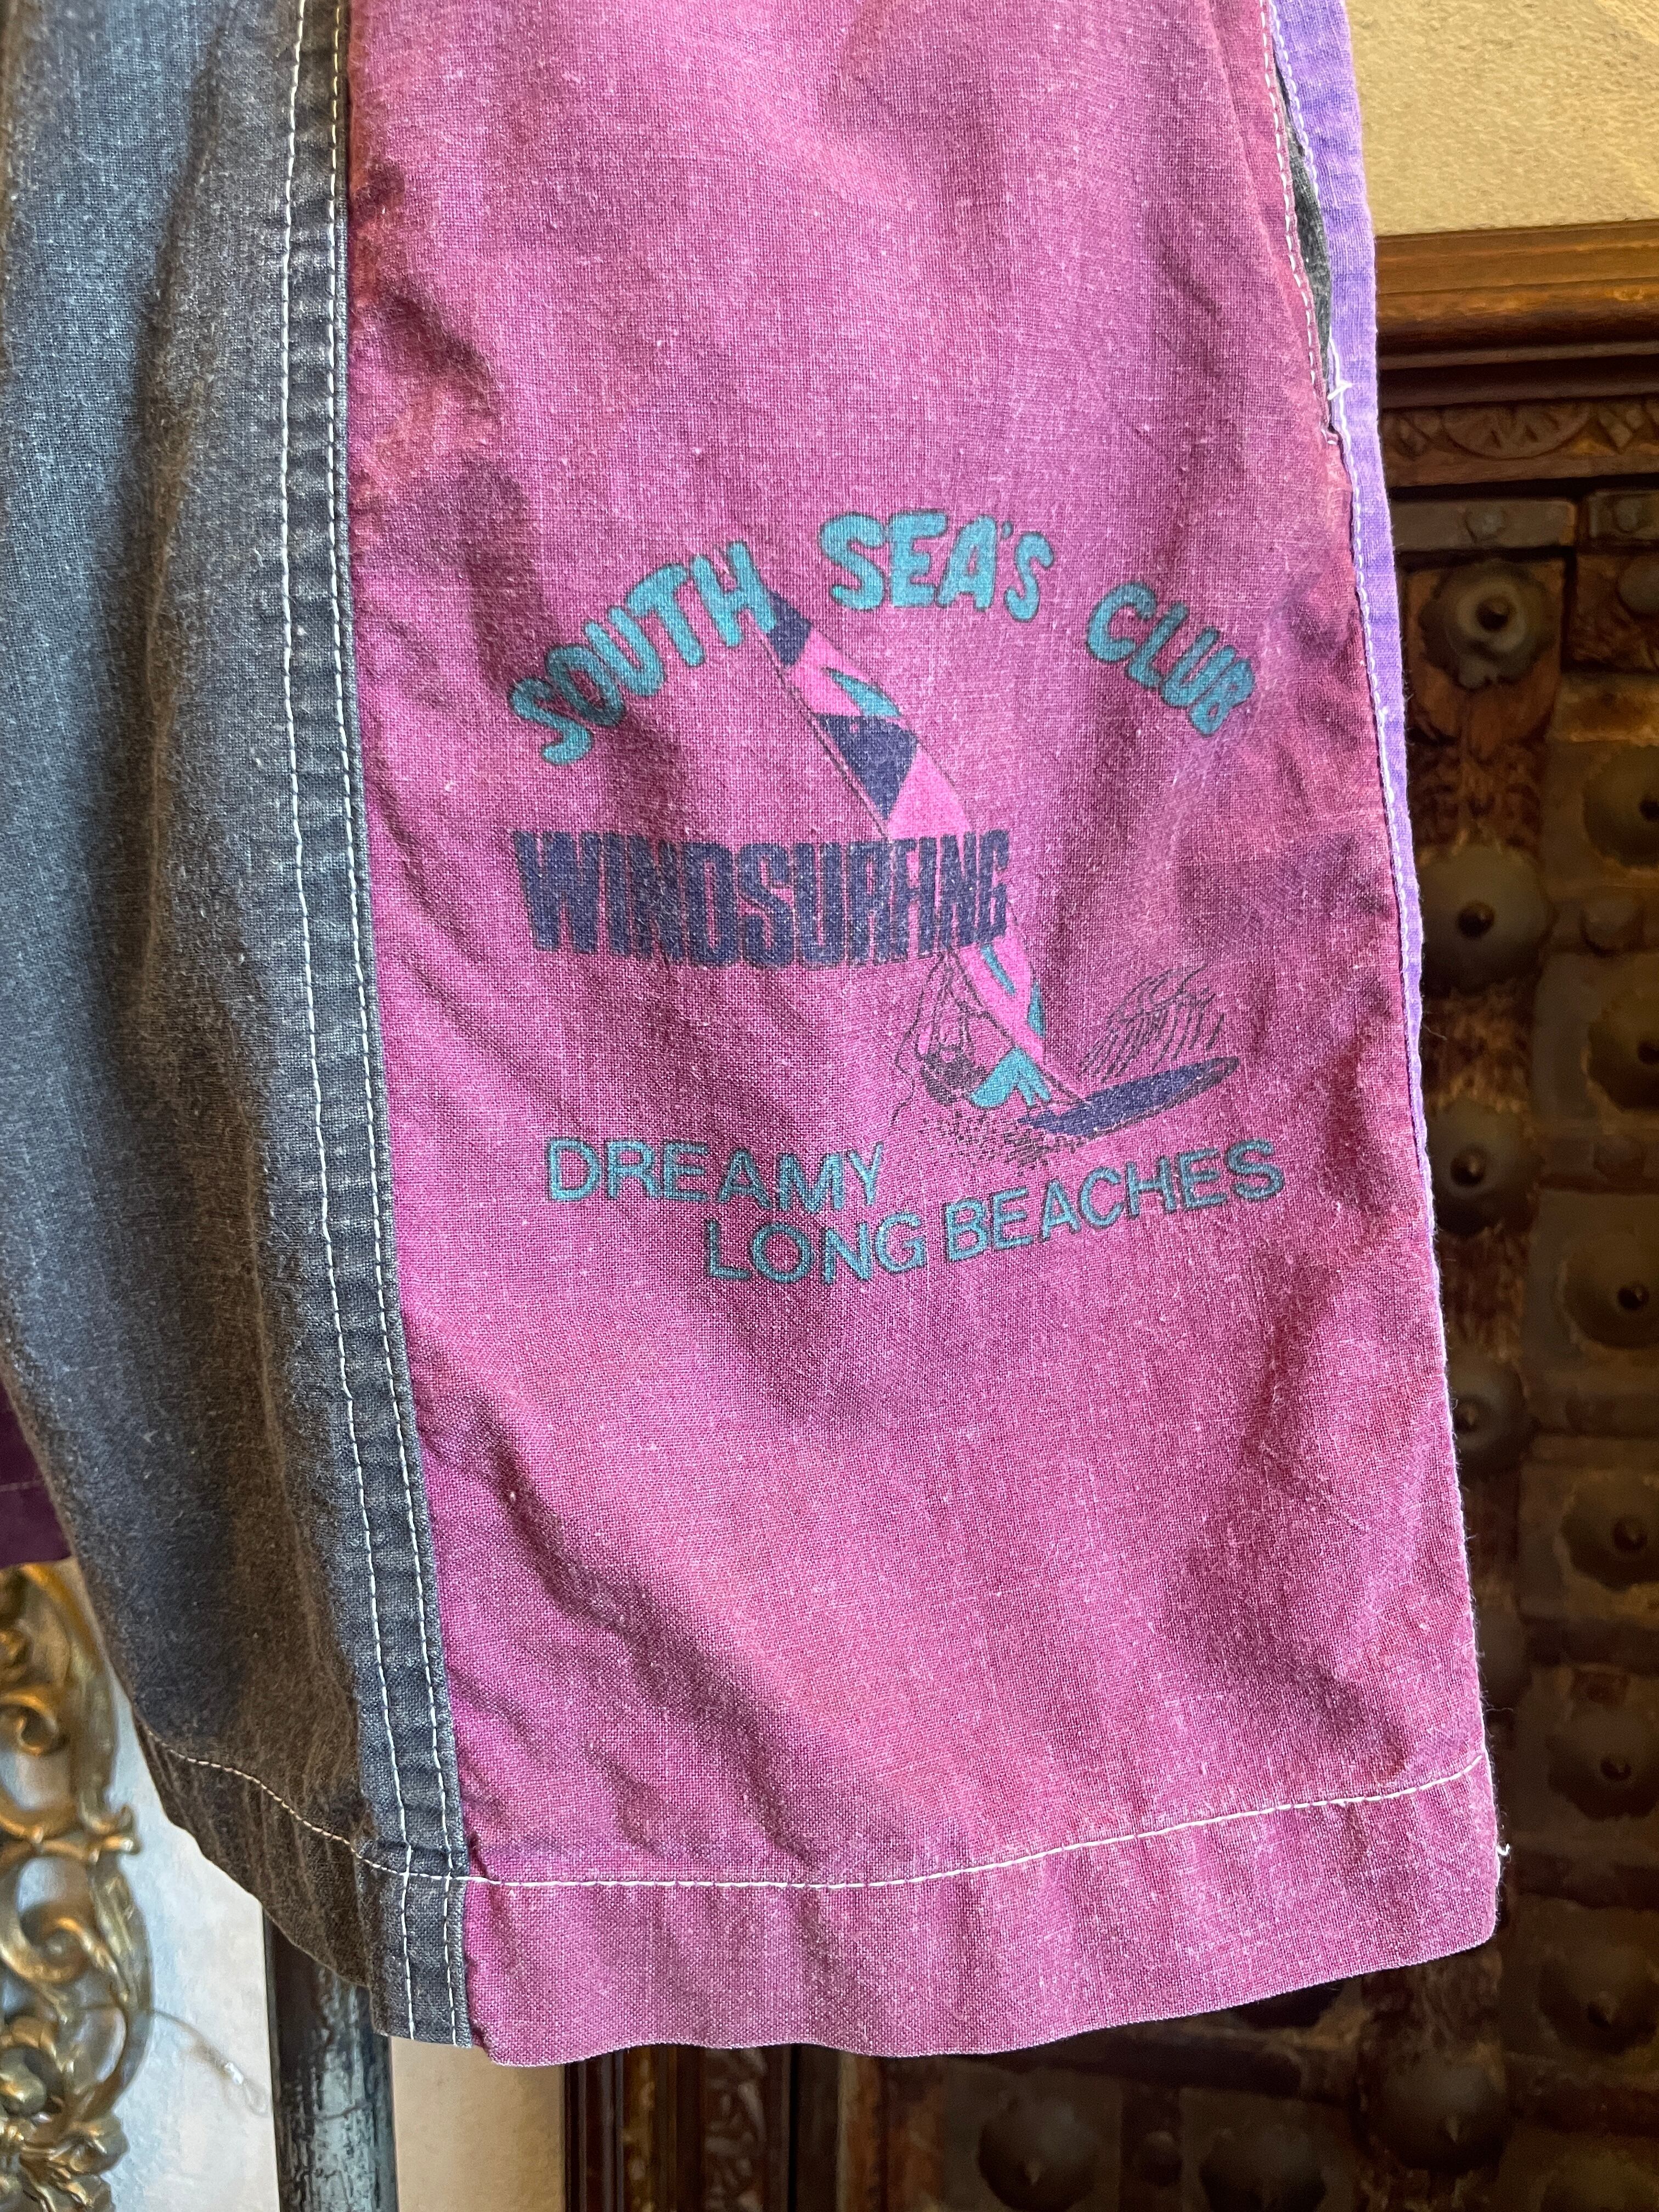 SOUTH SEA'S CLUB
WINDSURFING
DREAMY
LONG BEACHES